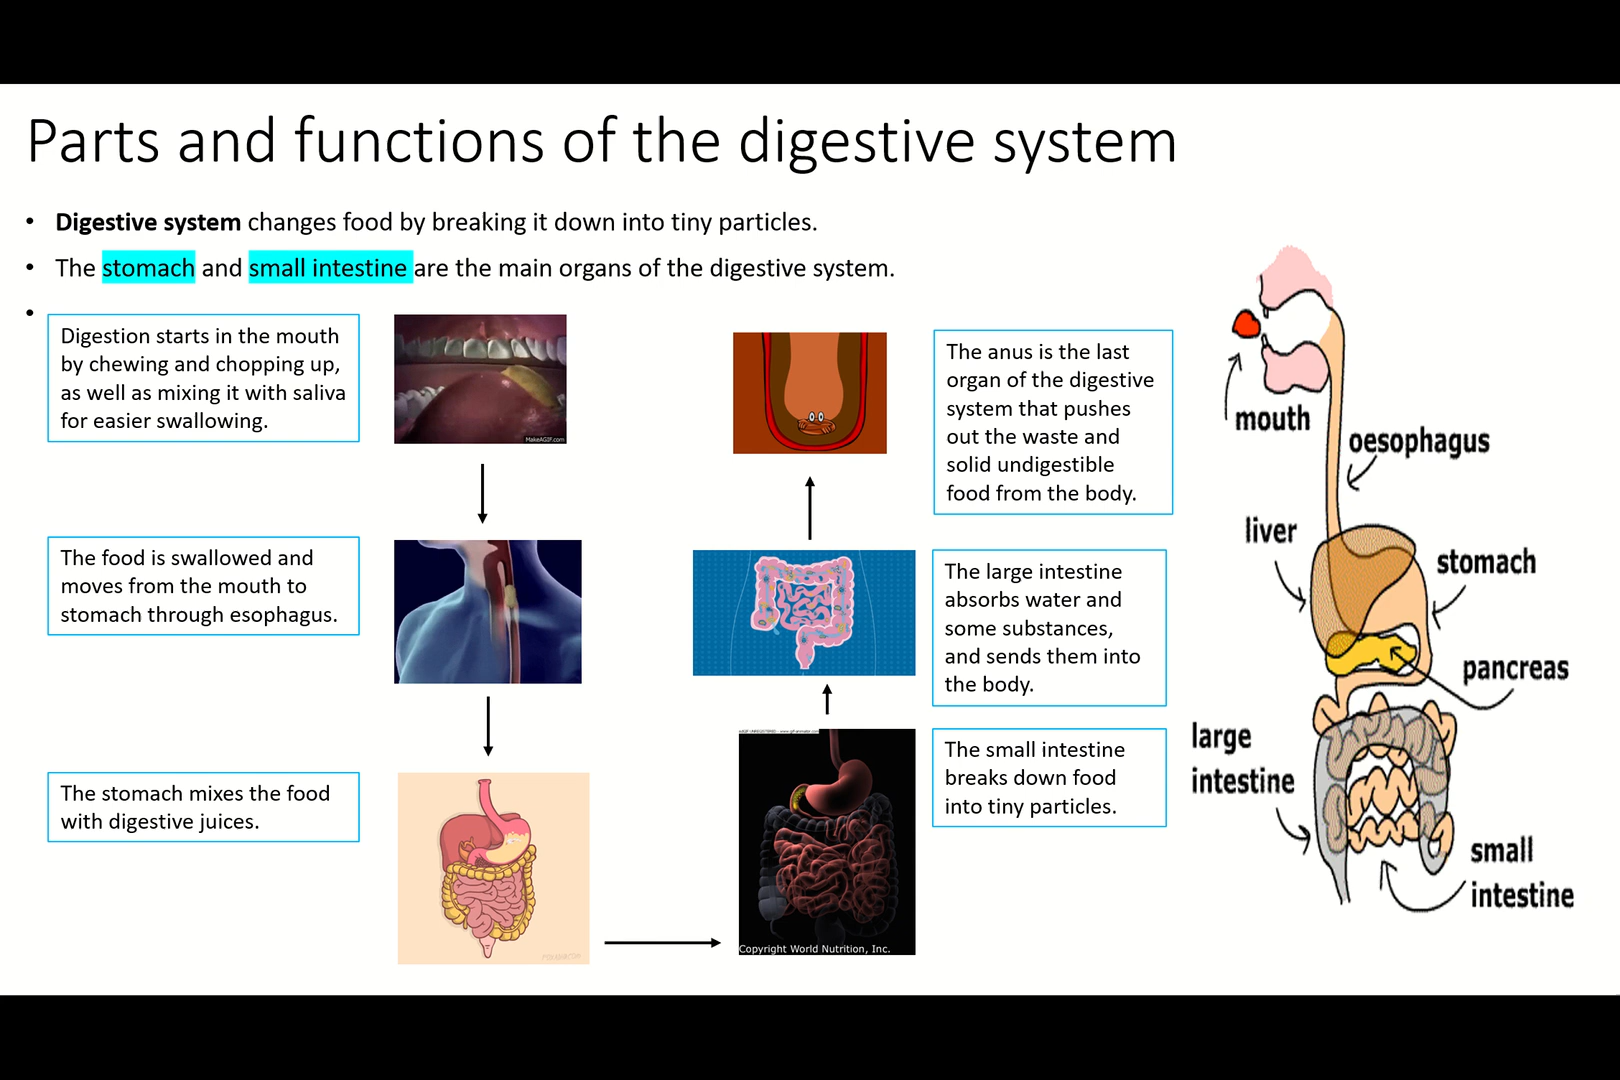 Parts and functions of the digestive system
• Digestive system changes food by breaking it down into tiny particles.
• The stomach and small intestine are the main organs of the digestive system.
•
Digestion starts in the mouth
by chewing and chopping up,
as well as mixing it with saliva
for easier swallowing.
MakeAGIF.com
The food is swallowed and
moves from the mouth to
stomach through esophagus.
The stomach mixes the food
with digestive juices.
The anus is the last
organ of the digestive
system that pushes
out the waste and
solid undigestible
food from the body.
The large intestine
absorbs water and
some substances,
and sends them into
the body.
The small intestine
breaks down food
into tiny particles.
Copyright World Nutrition, Inc.
mouth
oesophagus
liver
stomach
pancreas
large
intestine
small
intestine